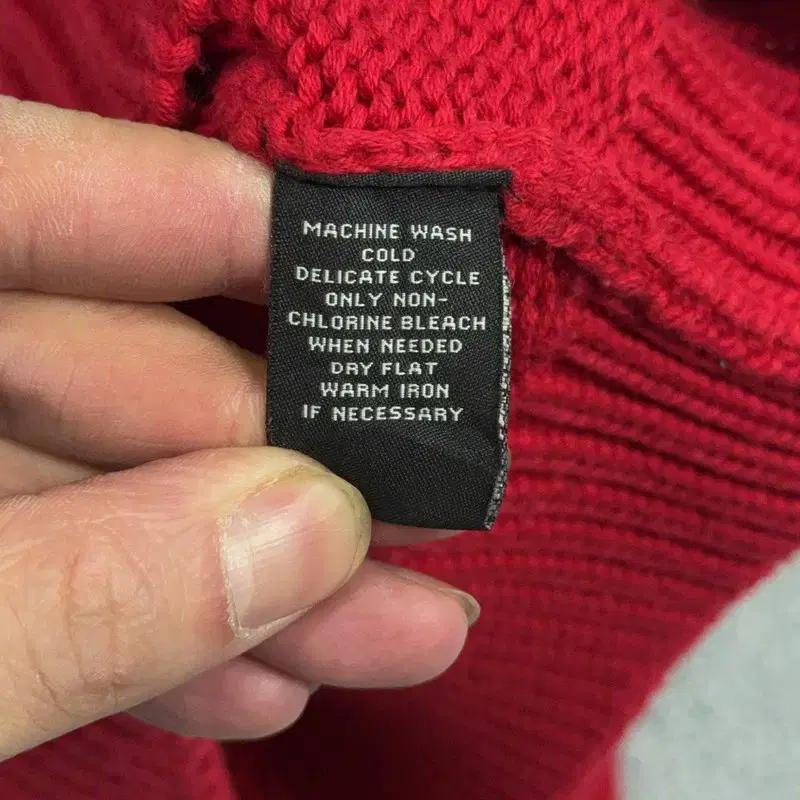 MACHINE WASH
COLD
DELICATE CYCLE
ONLY NON-
CHLORINE BLEACH
WHEN NEEDED
DRY FLAT
WARM IRON
IF NECESSARY